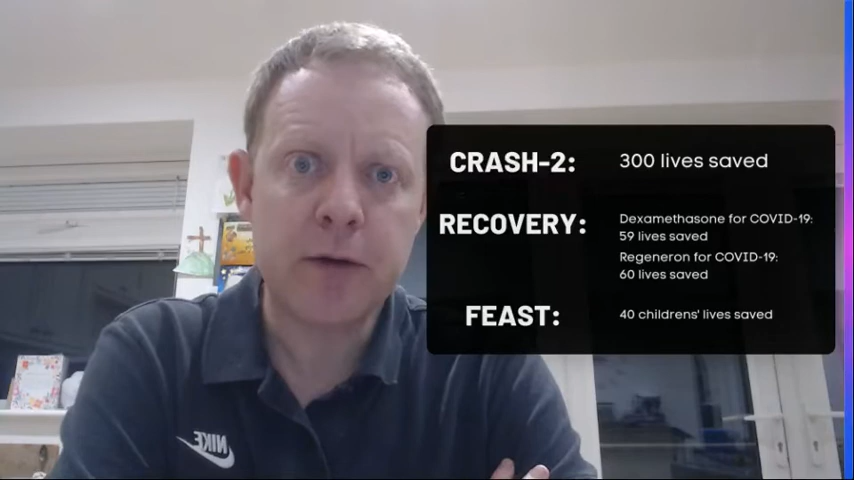 CRASH-2: 300 lives saved
RECOVERY: Dexamethasone for COVID-19:
59 lives saved
Regeneron for COVID-19:
60 lives saved
FEAST: 40 childrens' lives saved
NIKE